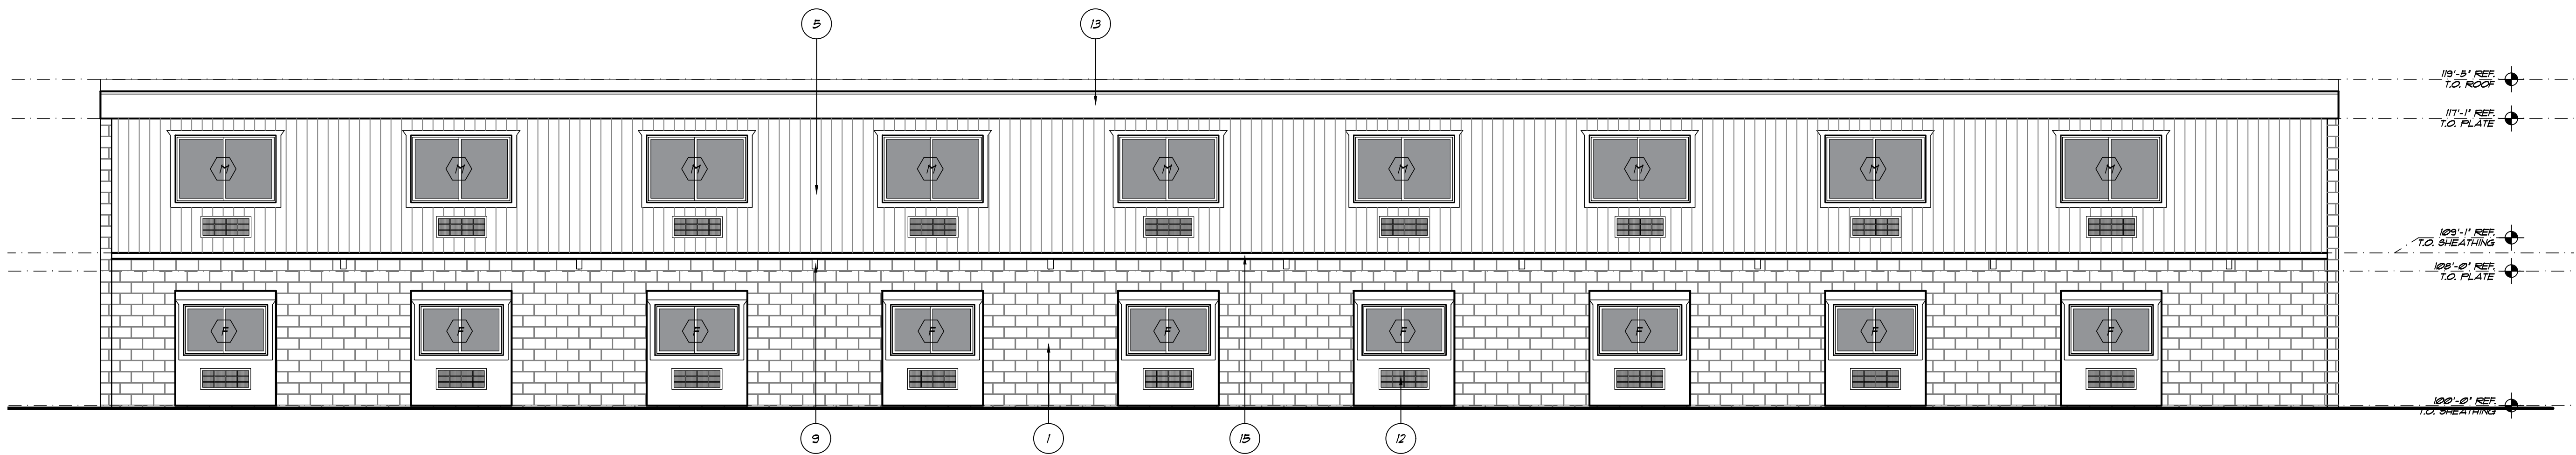 5
13
119'-5" REF.
T.O. ROOF
117'-1" REF.
T.O. PLATE
M M M M M M M M M
109'-1" REF.
T.O. SHEATHING
108'-0" REF.
T.O. PLATE
F F F F F F F F F
100'-0" REF.
T.O. SHEATHING
9
1
15
12